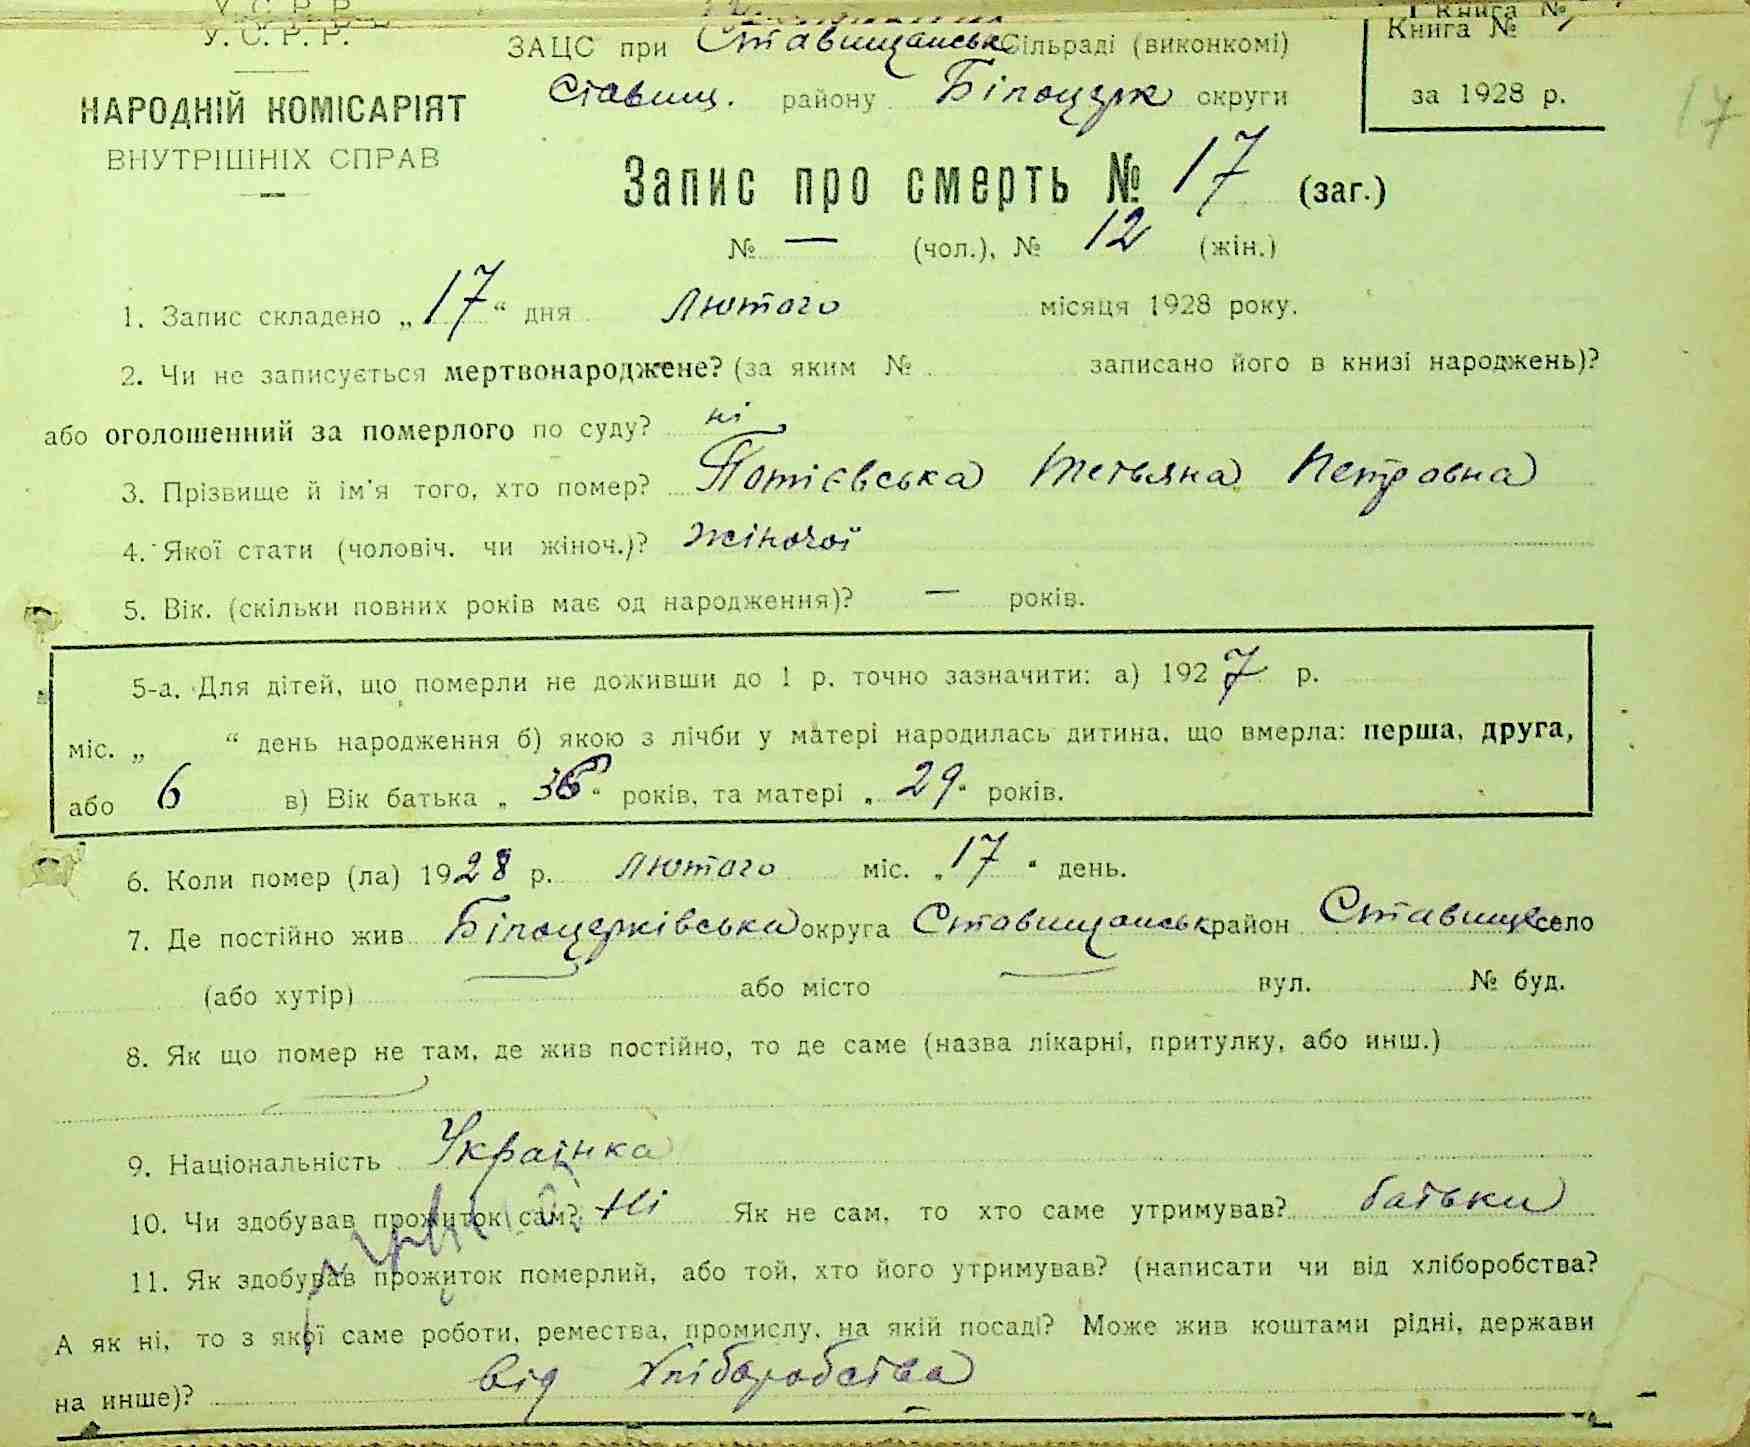 У. С. Р. Р.
НАРОДНІЙ КОМІСАРІЯТ
ВНУТРІШНІХ СПРАВ
ЗАЦС при Ставищанськ Сільраді (виконкомі)
Ставищ. району Білоцерк округи
Книга №
за 1928 р.
17
Запис про смерть № 17 (заг.)
№ — (чол.), № 12 (жін.)
1. Запис складено „17“ дня Лютого місяця 1928 року.
2. Чи не записується мертвонароджене? (за яким № записано його в книзі народжень)?
або оголошенний за померлого по суду? ні
3. Прізвище й ім'я того, хто помер? Потієвська Тетьяна Петровна
4. Якої стати (чоловіч. чи жіноч.)? жіночої
5. Вік. (скільки повних років має од народження)? — років.
5-а. Для дітей, що померли не доживши до 1 р. точно зазначити: а) 1927 р.
міс. „ “ день народження б) якою з лічби у матері народилась дитина, що вмерла: перша, друга,
або 6 в) Вік батька „36“ років, та матері „29“ років.
6. Коли помер (ла) 1928 р. Лютого міс. „17“ день.
7. Де постійно жив Білоцерківська округа Ставищанськ район Ставище село
(або хутір) — або місто — вул. № буд.
8. Як що помер не там, де жив постійно, то де саме (назва лікарні, притулку, або инш.)
—
9. Національність Українка
10. Чи здобував прожиток сам? Ні Як не сам, то хто саме утримував? батьки
11. Як здобував прожиток померлий, або той, хто його утримував? (написати чи від хліборобства?
А як ні, то з якої саме роботи, ремества, промислу, на якій посаді? Може жив коштами рідні, держави
на инше)? Від Хліборобства